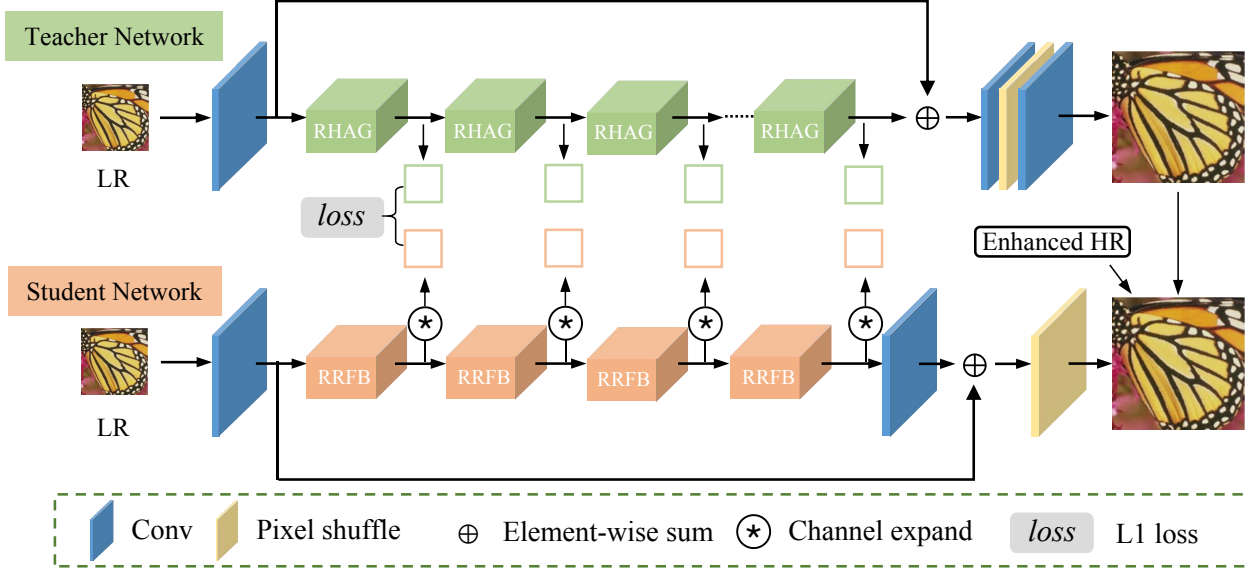 Teacher Network
LR
RHAG
RHAG
RHAG
RHAG
loss
Enhanced HR
Student Network
LR
RRFB
RRFB
RRFB
RRFB
Conv
Pixel shuffle
Element-wise sum
Channel expand
loss
L1 loss